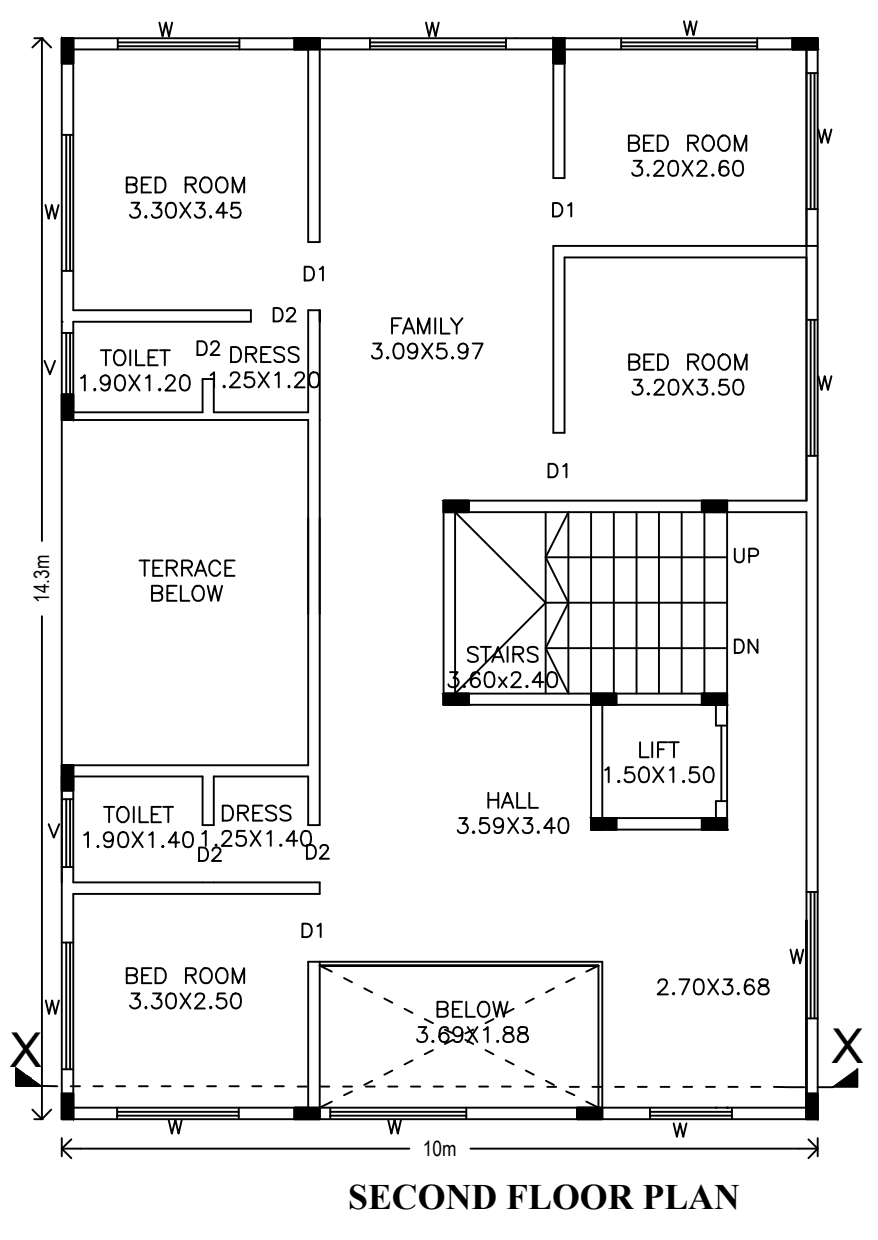 W
W
W
BED ROOM
3.20X2.60
W
BED ROOM
3.30X3.45
W
D1
D1
D2
FAMILY
3.09X5.97
D2
TOILET
1.90X1.20
DRESS
1.25X1.20
V
BED ROOM
3.20X3.50
W
D1
14.3m
TERRACE
BELOW
UP
DN
STAIRS
3.60x2.40
LIFT
1.50X1.50
HALL
3.59X3.40
V
TOILET
1.90X1.40
DRESS
1.25X1.40
D2
D2
D1
W
BED ROOM
3.30X2.50
W
2.70X3.68
BELOW
3.69X1.88
X
X
W
W
W
10m
SECOND FLOOR PLAN